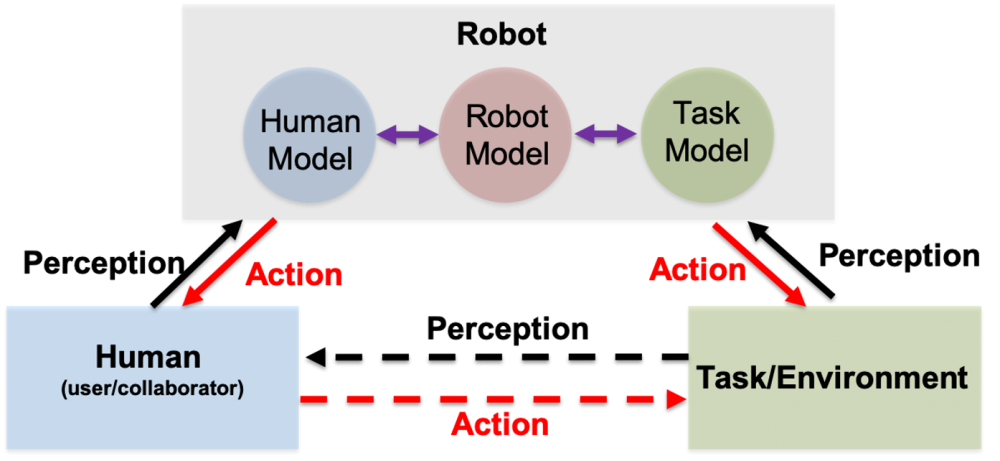 Robot
Human
Model
Robot
Model
Task
Model
Perception
Action
Action
Perception
Perception
Human
(user/collaborator)
Task/Environment
Action